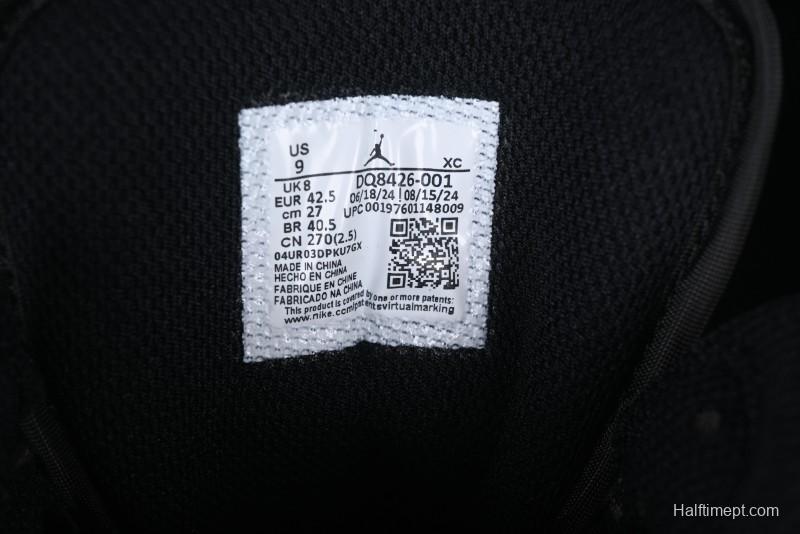 US
9
XC
UK 8
EUR 42.5
cm 27
BR 40.5
CN 270(2.5)
04UR03DPKU7GX
DQ8426-001
06/18/24 | 08/15/24
UPC 00197601148009
MADE IN CHINA
HECHO EN CHINA
FABRIQUE EN CHINE
FABRICADO NA CHINA
This product is covered by one or more patents:
www.nike.com/patentsvirtualmarking
Halftimept.com